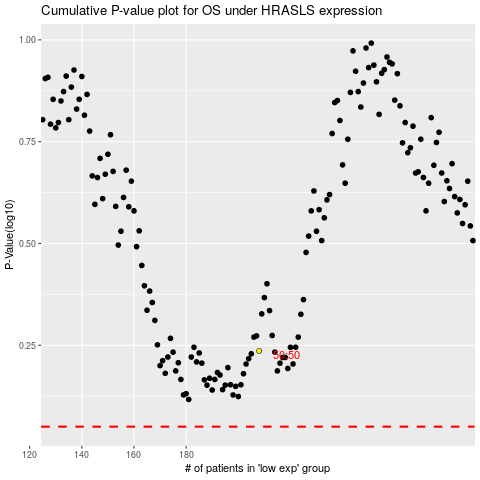 Cumulative P-value plot for OS under HRASLS expression
1.00
0.75
0.50
0.25
P-Value(log10)
50:50
120 140 160 180
# of patients in 'low exp' group